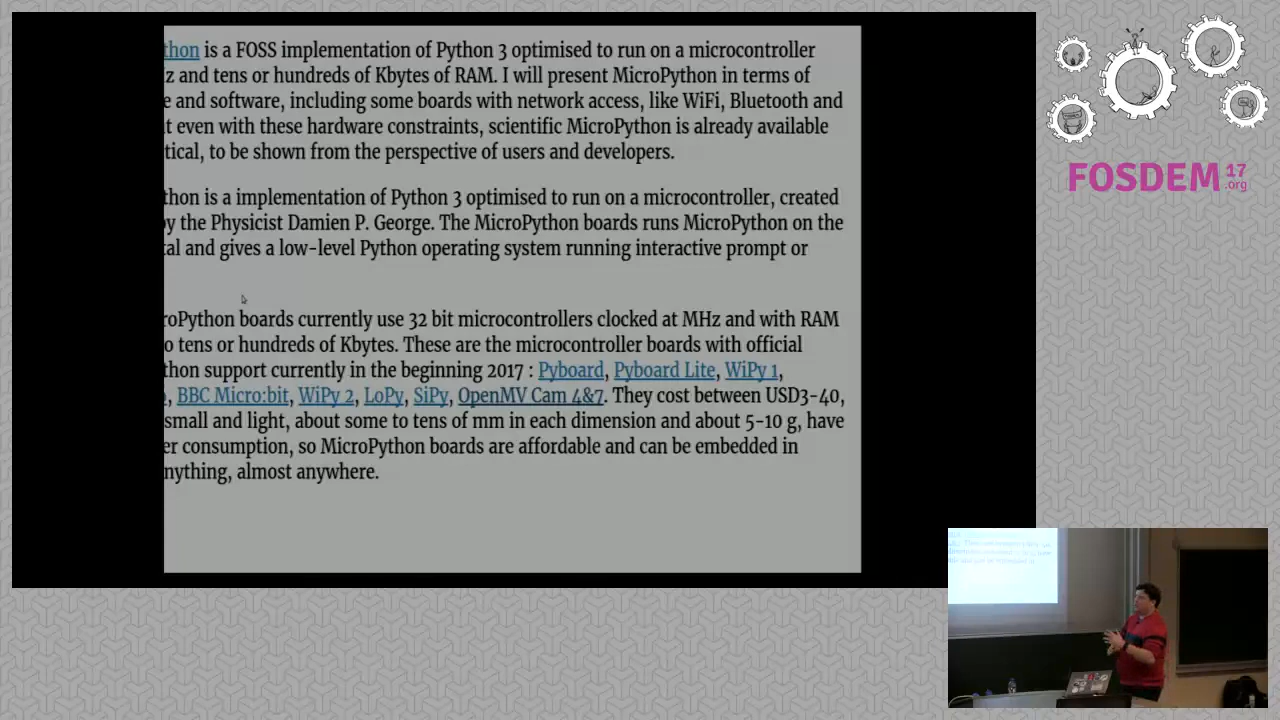 thon is a FOSS implementation of Python 3 optimised to run on a microcontroller
z and tens or hundreds of Kbytes of RAM. I will present MicroPython in terms of
e and software, including some boards with network access, like WiFi, Bluetooth and
t even with these hardware constraints, scientific MicroPython is already available
tical, to be shown from the perspective of users and developers.
thon is a implementation of Python 3 optimised to run on a microcontroller, created
by the Physicist Damien P. George. The MicroPython boards runs MicroPython on the
tal and gives a low-level Python operating system running interactive prompt or
roPython boards currently use 32 bit microcontrollers clocked at MHz and with RAM
o tens or hundreds of Kbytes. These are the microcontroller boards with official
thon support currently in the beginning 2017 : Pyboard, Pyboard Lite, WiPy 1,
, BBC Micro:bit, WiPy 2, LoPy, SiPy, OpenMV Cam 4&7. They cost between USD3-40,
small and light, about some to tens of mm in each dimension and about 5-10 g, have
er consumption, so MicroPython boards are affordable and can be embedded in
nything, almost anywhere.
FOSDEM 17
.org